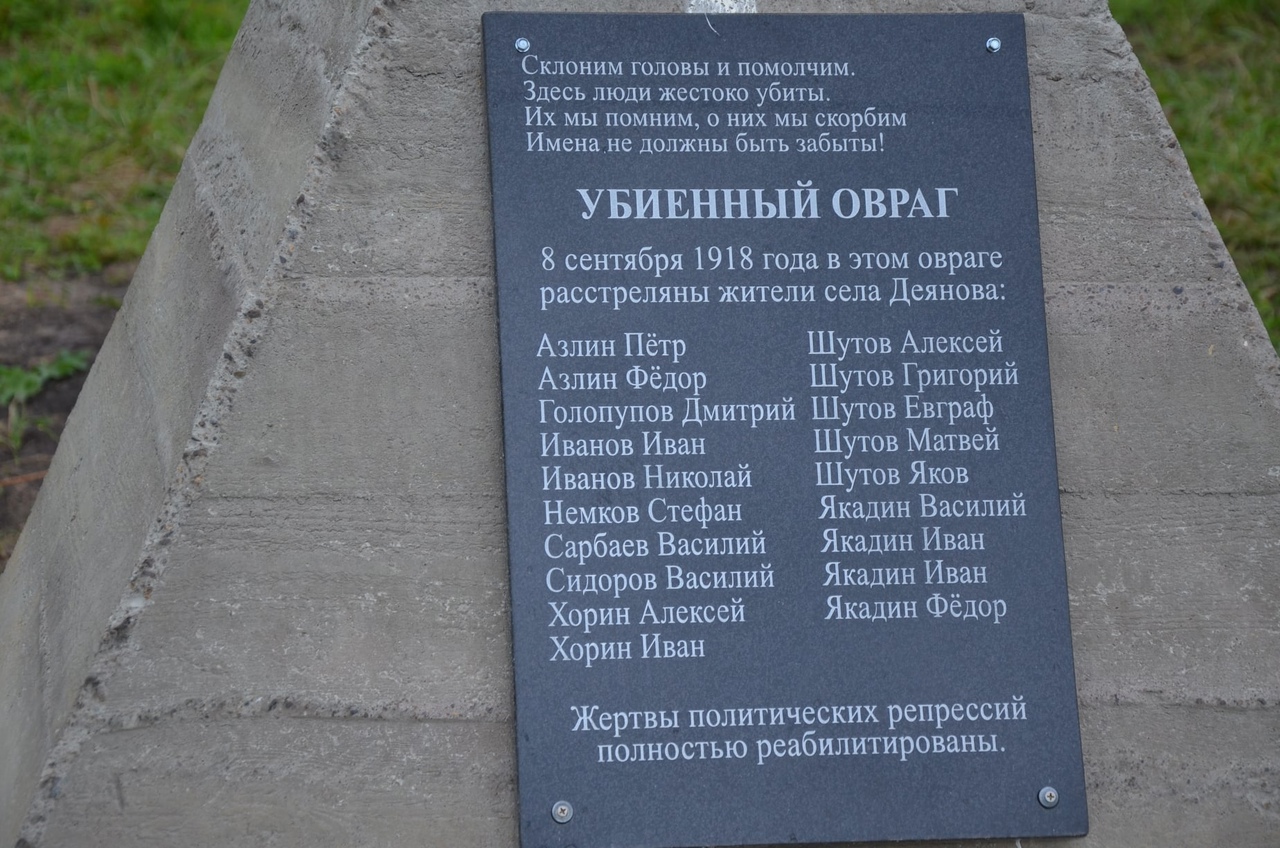 Склоним головы и помолчим.
Здесь люди жестоко убиты.
Их мы помним, о них мы скорбим
Имена не должны быть забыты!
УБИЕННЫЙ ОВРАГ
8 сентября 1918 года в этом овраге
расстреляны жители села Деянова:
Азлин Пётр
Азлин Фёдор
Голопупов Дмитрий
Иванов Иван
Иванов Николай
Немков Стефан
Сарбаев Василий
Сидоров Василий
Хорин Алексей
Хорин Иван
Шутов Алексей
Шутов Григорий
Шутов Евграф
Шутов Матвей
Шутов Яков
Якадин Василий
Якадин Иван
Якадин Иван
Якадин Фёдор
Жертвы политических репрессий
полностью реабилитированы.